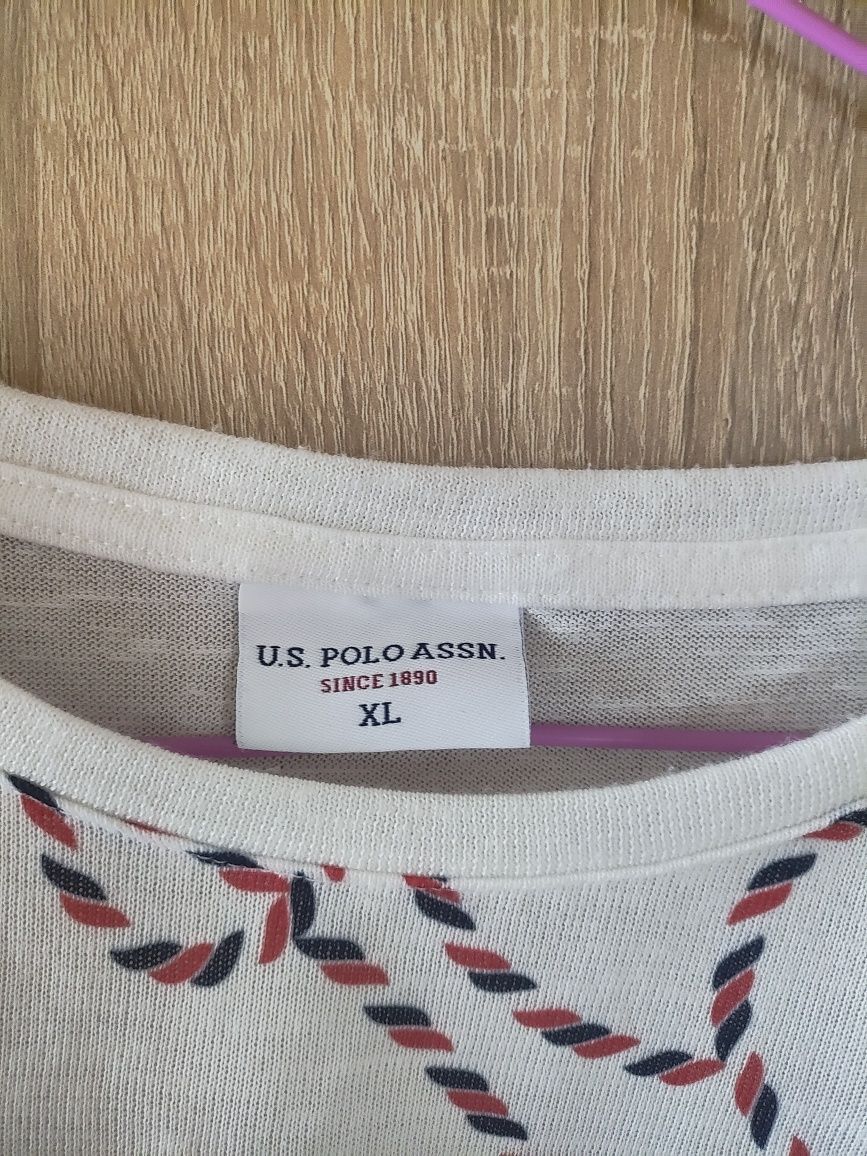 U.S. POLO ASSN.
SINCE 1890
XL